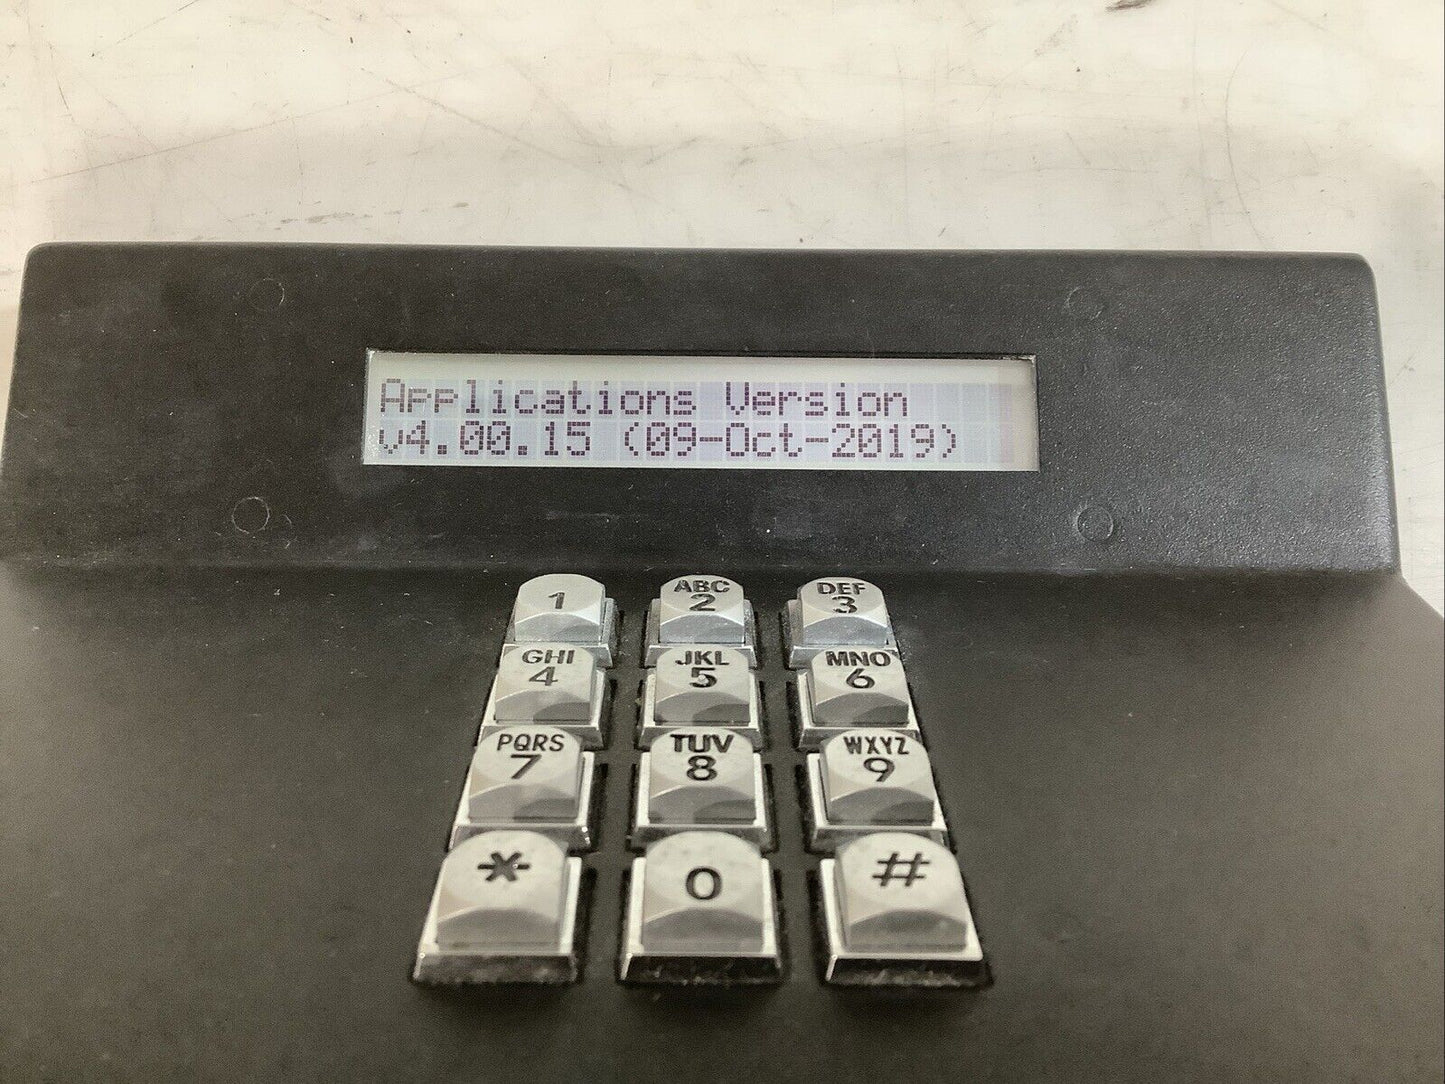 Applications Version
v4.00.15 (09-Oct-2019)
1
ABC
2
DEF
3
GHI
4
JKL
5
MNO
6
PQRS
7
TUV
8
WXYZ
9
*
0
#